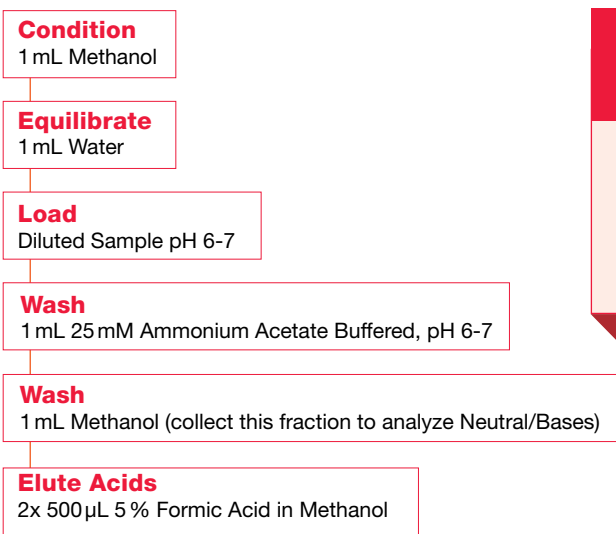 Condition
1 mL Methanol
Equilibrate
1 mL Water
Load
Diluted Sample pH 6-7
Wash
1 mL 25 mM Ammonium Acetate Buffered, pH 6-7
Wash
1 mL Methanol (collect this fraction to analyze Neutral/Bases)
Elute Acids
2x 500 µL 5 % Formic Acid in Methanol